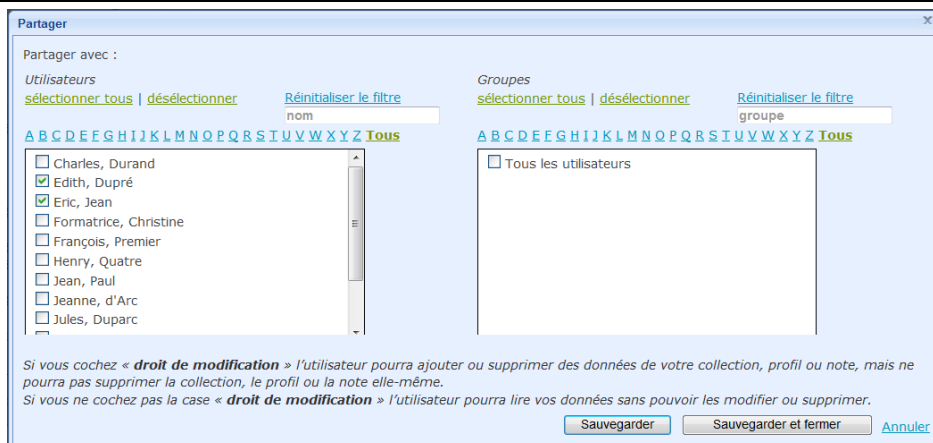 Partager
x
Partager avec :
Utilisateurs
sélectionner tous | désélectionner
Réinitialiser le filtre
nom
A B C D E F G H I J K L M N O P Q R S T U V W X Y Z Tous
Charles, Durand
Edith, Dupré
Eric, Jean
Formatrice, Christine
François, Premier
Henry, Quatre
Jean, Paul
Jeanne, d'Arc
Jules, Duparc
Groupes
sélectionner tous | désélectionner
Réinitialiser le filtre
groupe
A B C D E F G H I J K L M N O P Q R S T U V W X Y Z Tous
Tous les utilisateurs
Si vous cochez « droit de modification » l'utilisateur pourra ajouter ou supprimer des données de votre collection, profil ou note, mais ne
pourra pas supprimer la collection, le profil ou la note elle-même.
Si vous ne cochez pas la case « droit de modification » l'utilisateur pourra lire vos données sans pouvoir les modifier ou supprimer.
Sauvegarder
Sauvegarder et fermer
Annuler